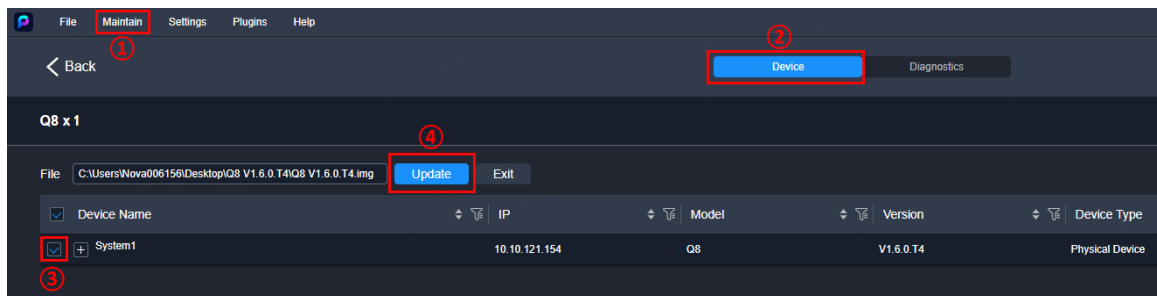 File Maintain Settings Plugins Help
① ②
Back Device Diagnostics
Q8 x 1
④
File C:\Users\Nova006156\Desktop\Q8 V1.6.0.T4\Q8 V1.6.0.T4.img Update Exit
Device Name IP Model Version Device Type
System1 10.10.121.154 Q8 V1.6.0.T4 Physical Device
③